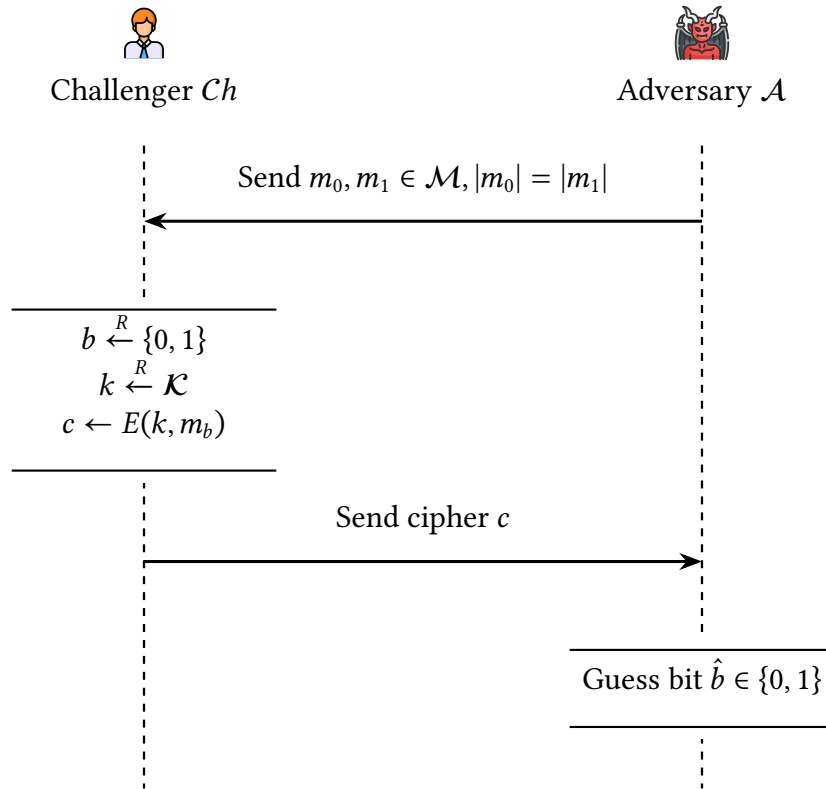 Challenger 𝒞h
Adversary 𝒜
Send m₀, m₁ ∈ ℳ, |m₀| = |m₁|
b ←ᴿ {0, 1}
k ←ᴿ 𝒦
c ← E(k, m_b)
Send cipher c
Guess bit b̂ ∈ {0, 1}